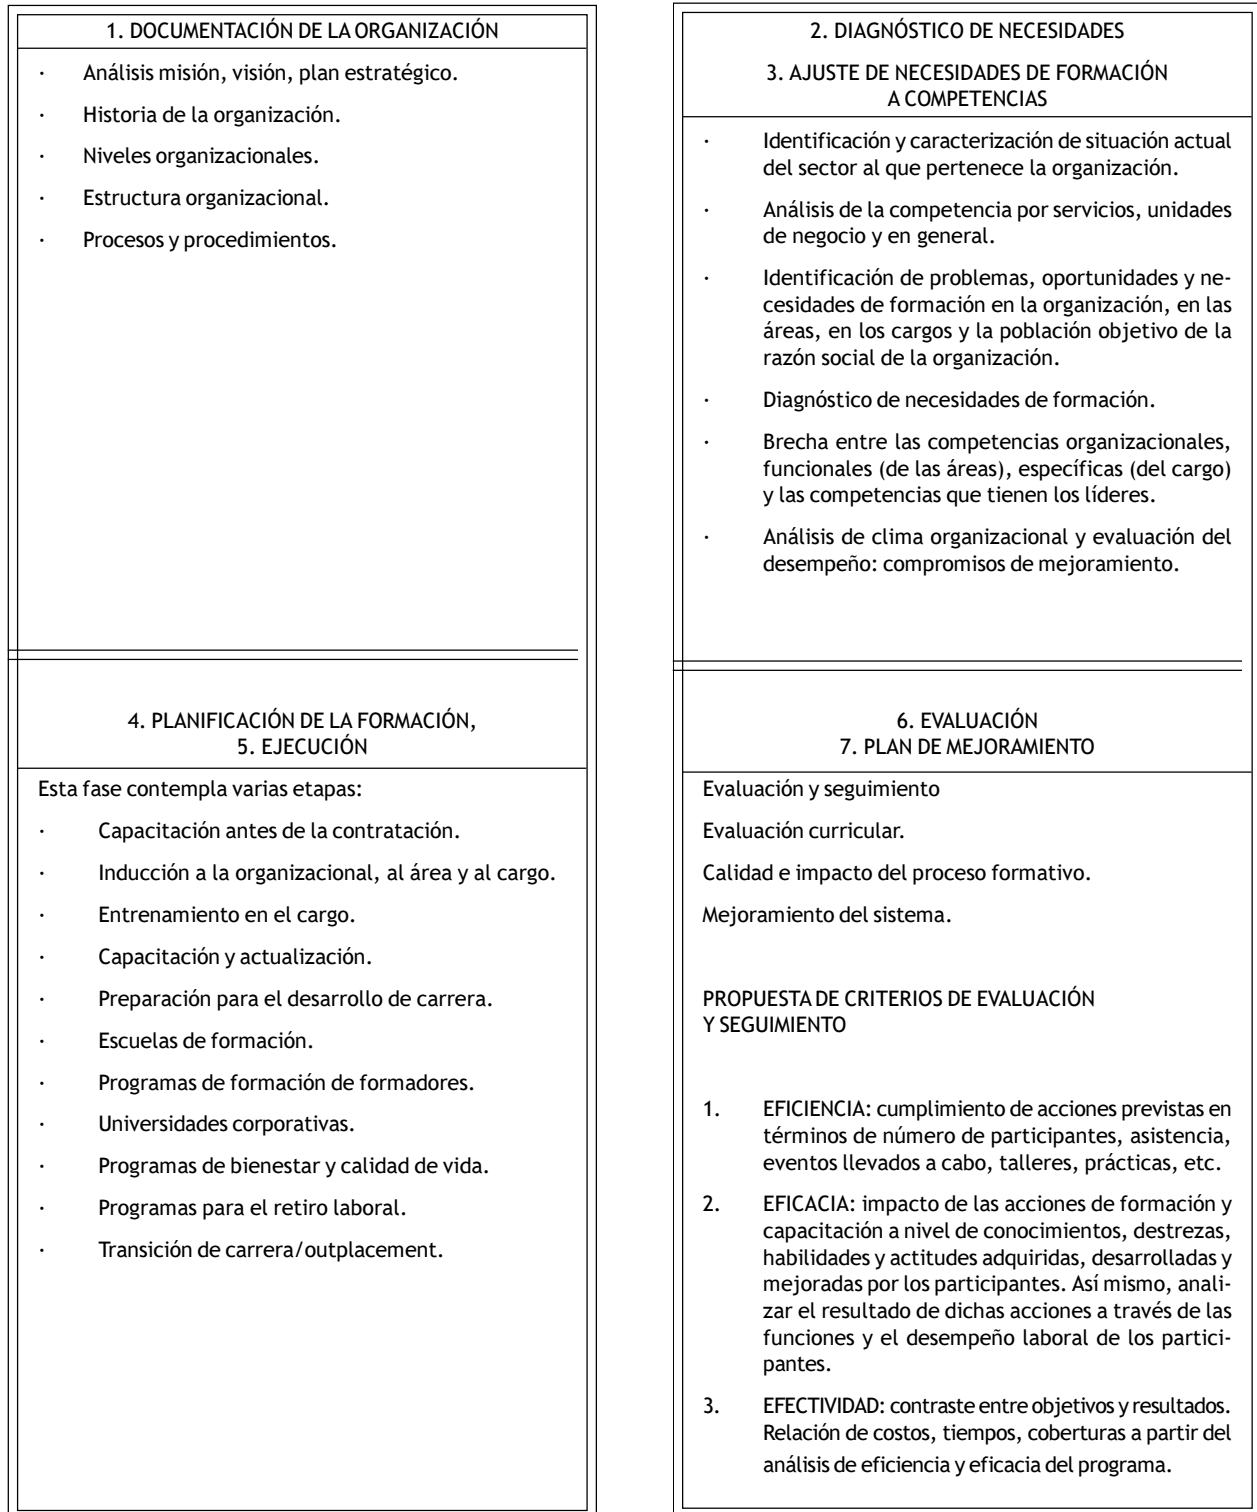 1. DOCUMENTACIÓN DE LA ORGANIZACIÓN
· Análisis misión, visión, plan estratégico.
· Historia de la organización.
· Niveles organizacionales.
· Estructura organizacional.
· Procesos y procedimientos.
2. DIAGNÓSTICO DE NECESIDADES
3. AJUSTE DE NECESIDADES DE FORMACIÓN
A COMPETENCIAS
· Identificación y caracterización de situación actual
del sector al que pertenece la organización.
· Análisis de la competencia por servicios, unidades
de negocio y en general.
· Identificación de problemas, oportunidades y ne-
cesidades de formación en la organización, en las
áreas, en los cargos y la población objetivo de la
razón social de la organización.
· Diagnóstico de necesidades de formación.
· Brecha entre las competencias organizacionales,
funcionales (de las áreas), específicas (del cargo)
y las competencias que tienen los líderes.
· Análisis de clima organizacional y evaluación del
desempeño: compromisos de mejoramiento.
4. PLANIFICACIÓN DE LA FORMACIÓN,
5. EJECUCIÓN
Esta fase contempla varias etapas:
· Capacitación antes de la contratación.
· Inducción a la organizacional, al área y al cargo.
· Entrenamiento en el cargo.
· Capacitación y actualización.
· Preparación para el desarrollo de carrera.
· Escuelas de formación.
· Programas de formación de formadores.
· Universidades corporativas.
· Programas de bienestar y calidad de vida.
· Programas para el retiro laboral.
· Transición de carrera/outplacement.
6. EVALUACIÓN
7. PLAN DE MEJORAMIENTO
Evaluación y seguimiento
Evaluación curricular.
Calidad e impacto del proceso formativo.
Mejoramiento del sistema.
PROPUESTA DE CRITERIOS DE EVALUACIÓN
Y SEGUIMIENTO
1. EFICIENCIA: cumplimiento de acciones previstas en
términos de número de participantes, asistencia,
eventos llevados a cabo, talleres, prácticas, etc.
2. EFICACIA: impacto de las acciones de formación y
capacitación a nivel de conocimientos, destrezas,
habilidades y actitudes adquiridas, desarrolladas y
mejoradas por los participantes. Así mismo, anali-
zar el resultado de dichas acciones a través de las
funciones y el desempeño laboral de los partici-
pantes.
3. EFECTIVIDAD: contraste entre objetivos y resultados.
Relación de costos, tiempos, coberturas a partir del
análisis de eficiencia y eficacia del programa.